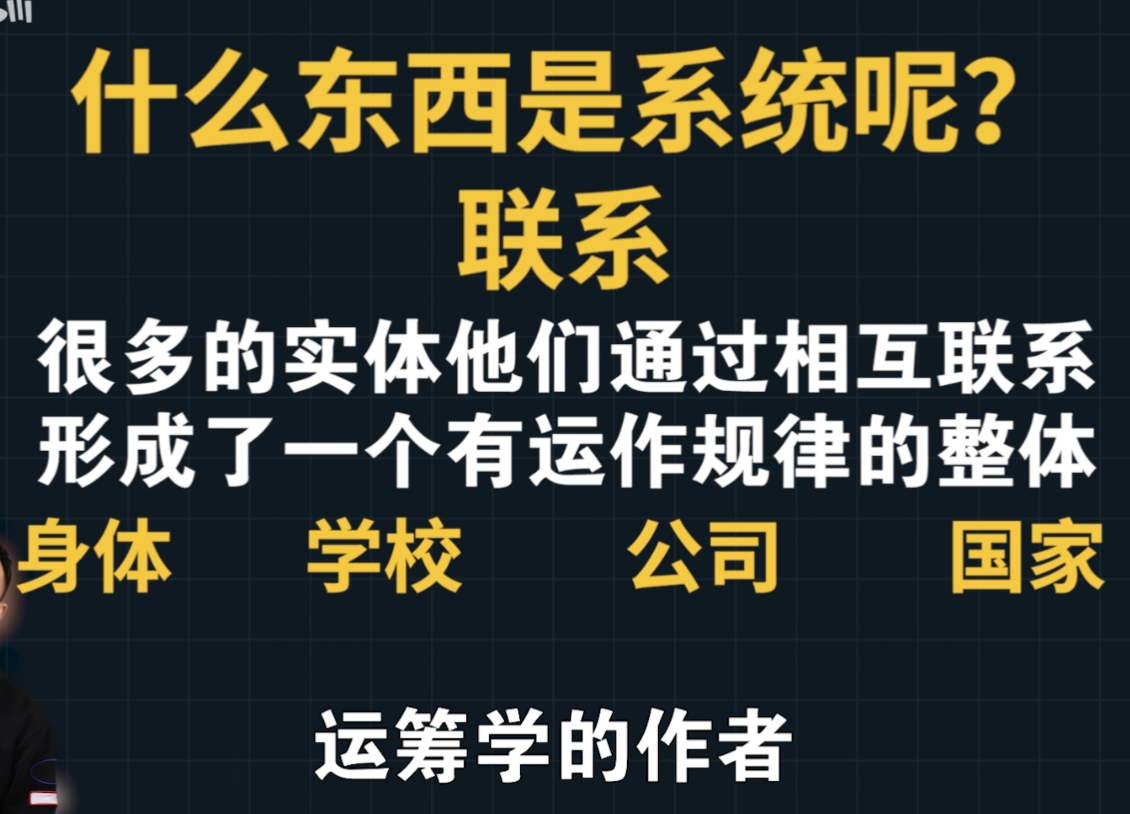 什么东西是系统呢?
联系
很多的实体他们通过相互联系
形成了一个有运作规律的整体
身体 学校 公司 国家
运筹学的作者